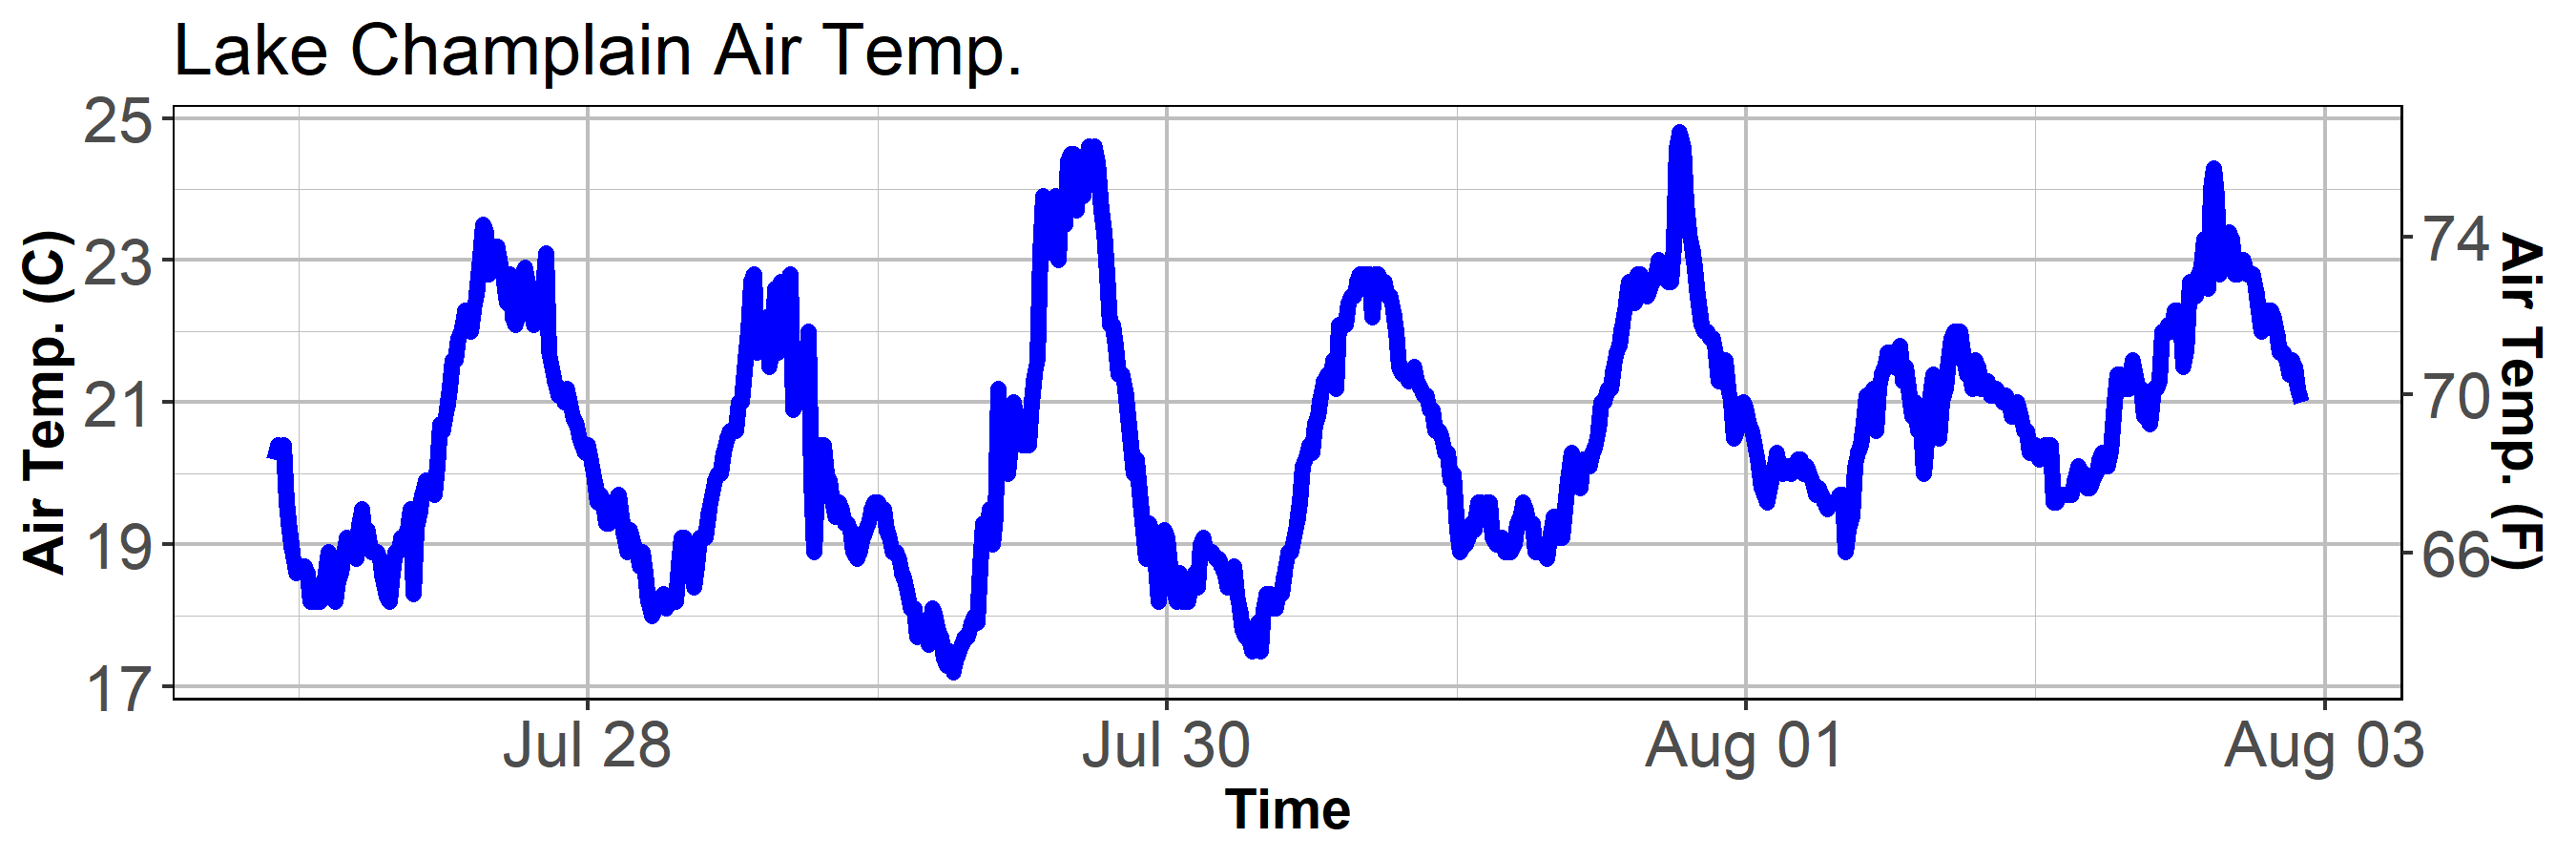 Lake Champlain Air Temp.
25
23
21
19
17
Air Temp. (C)
74
70
66
Air Temp. (F)
Jul 28
Jul 30
Aug 01
Aug 03
Time